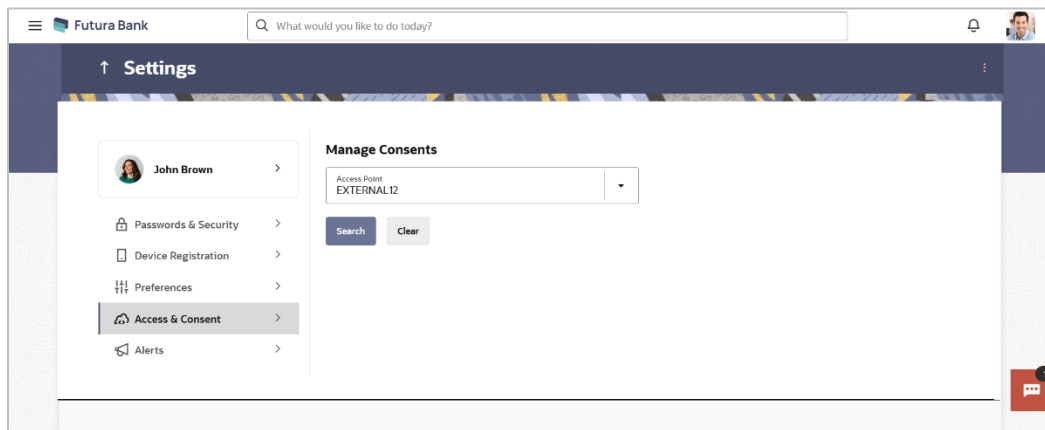 Futura Bank
What would you like to do today?
Settings
John Brown
Passwords & Security
Device Registration
Preferences
Access & Consent
Alerts
Manage Consents
Access Point
EXTERNAL12
Search Clear